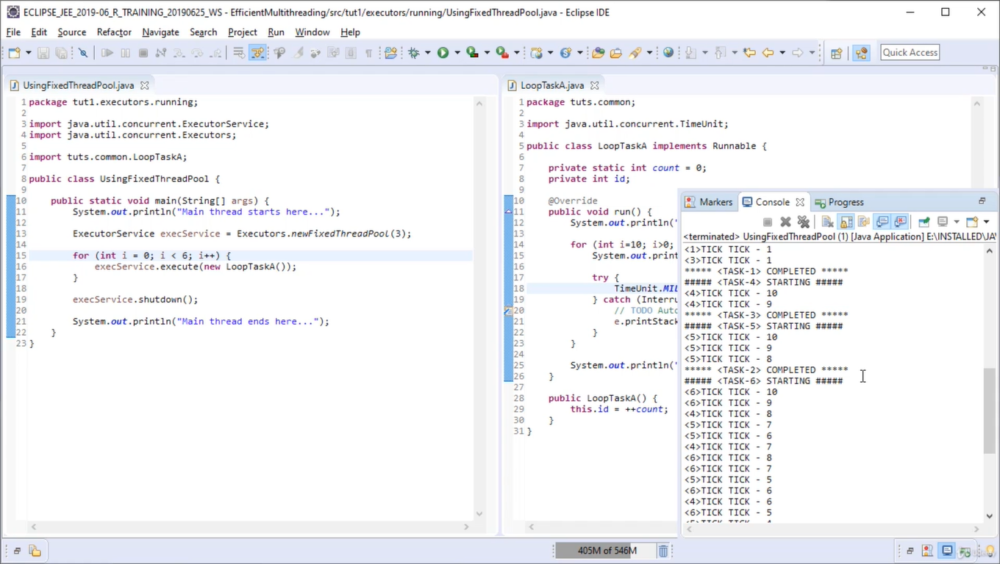 ECLIPSE_JEE_2019-06_R_TRAINING_20190625_WS - EfficientMultithreading/src/tut1/executors/running/UsingFixedThreadPool.java - Eclipse IDE
File Edit Source Refactor Navigate Search Project Run Window Help
Quick Access
UsingFixedThreadPool.java
1 package tut1.executors.running;
2
3 import java.util.concurrent.ExecutorService;
4 import java.util.concurrent.Executors;
5
6 import tuts.common.LoopTaskA;
7
8 public class UsingFixedThreadPool {
9
10 public static void main(String[] args) {
11 System.out.println("Main thread starts here...");
12
13 ExecutorService execService = Executors.newFixedThreadPool(3);
14
15 for (int i = 0; i < 6; i++) {
16 execService.execute(new LoopTaskA());
17 }
18
19 execService.shutdown();
20
21 System.out.println("Main thread ends here...");
22 }
23 }
LoopTaskA.java
1 package tuts.common;
2
3 import java.util.concurrent.TimeUnit;
4
5 public class LoopTaskA implements Runnable {
6
7 private static int count = 0;
8 private int id;
9
10 @Override
11 public void run() {
12 System.out.println("
13
14 for (int i=10; i>0;
15 System.out.print
16
17 try {
18 TimeUnit.MIL
19 } catch (Interru
20 // TODO Auto
21 e.printStack
22 }
23 }
24
25 System.out.println("
26 }
27
28 public LoopTaskA() {
29 this.id = ++count;
30 }
31 }
Markers Console Progress
<terminated> UsingFixedThreadPool (1) [Java Application] E:\INSTALLED\JA
<1>TICK TICK - 1
<3>TICK TICK - 1
***** <TASK-1> COMPLETED *****
##### <TASK-4> STARTING #####
<4>TICK TICK - 10
<4>TICK TICK - 9
***** <TASK-3> COMPLETED *****
##### <TASK-5> STARTING #####
<5>TICK TICK - 10
<5>TICK TICK - 9
<5>TICK TICK - 8
***** <TASK-2> COMPLETED *****
##### <TASK-6> STARTING #####
<6>TICK TICK - 10
<6>TICK TICK - 9
<4>TICK TICK - 8
<5>TICK TICK - 7
<5>TICK TICK - 6
<4>TICK TICK - 7
<6>TICK TICK - 8
<6>TICK TICK - 7
<5>TICK TICK - 5
<6>TICK TICK - 6
<4>TICK TICK - 6
<6>TICK TICK - 5
405M of 546M